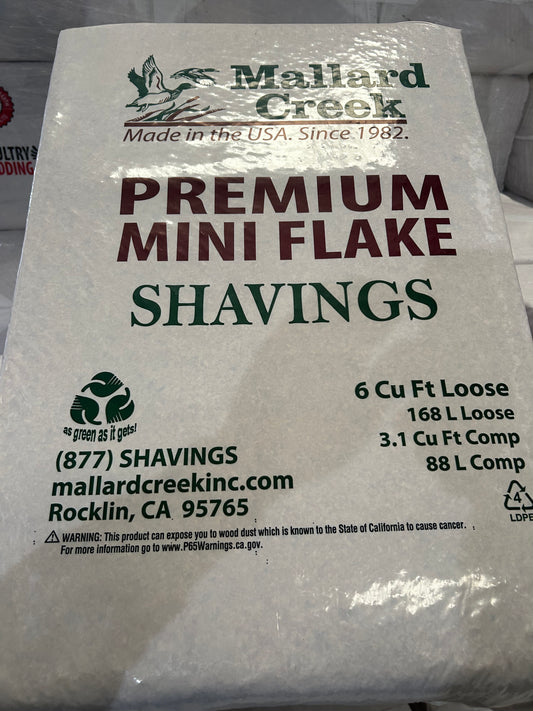 Mallard
Creek
Made in the USA. Since 1982.
PREMIUM
MINI FLAKE
SHAVINGS
as green as it gets!
(877) SHAVINGS
mallardcreekinc.com
Rocklin, CA 95765
6 Cu Ft Loose
168 L Loose
3.1 Cu Ft Comp
88 L Comp
4
LDPE
WARNING: This product can expose you to wood dust which is known to the State of California to cause cancer.
For more information go to www.P65Warnings.ca.gov.